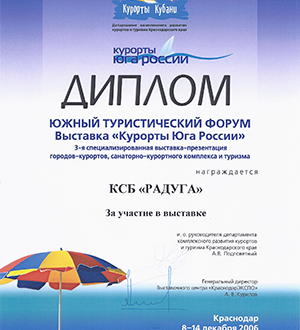 Курорты Кубани
Департамент комплексного развития
курортов и туризма Краснодарского края
курорты
юга россии
ДИПЛОМ
ЮЖНЫЙ ТУРИСТИЧЕСКИЙ ФОРУМ
Выставка «Курорты Юга России»
3-я специализированная выставка-презентация
городов-курортов, санаторно-курортного комплекса и туризма
награждается
КСБ «РАДУГА»
За участие в выставке
и. о. руководителя департамента
комплексного развития курортов
и туризма Краснодарского края
Генеральный директор
Выставочного центра «КраснодарЭКСПО»
А. В. Курилов
Краснодар
8-14 декабря 2006